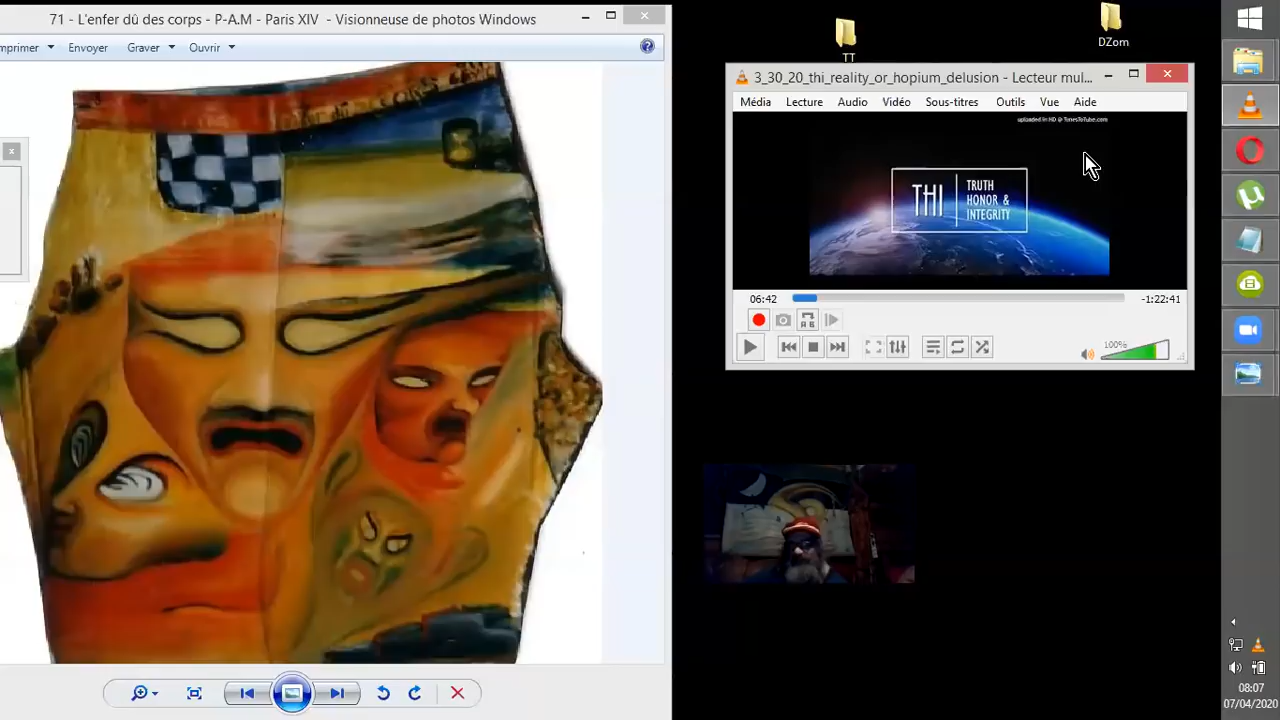 71 - L'enfer dû des corps - P-A-M - Paris XIV - Visionneuse de photos Windows
mprimer
Envoyer
Graver
Ouvrir
TT
DZom
3_30_20_thi_reality_or_hopium_delusion - Lecteur mul...
Média Lecture Audio Vidéo Sous-titres Outils Vue Aide
uploaded in HD @ TunesToTube.com
THI
TRUTH
HONOR &
INTEGRITY
06:42
-1:22:41
100%
08:07
07/04/2020